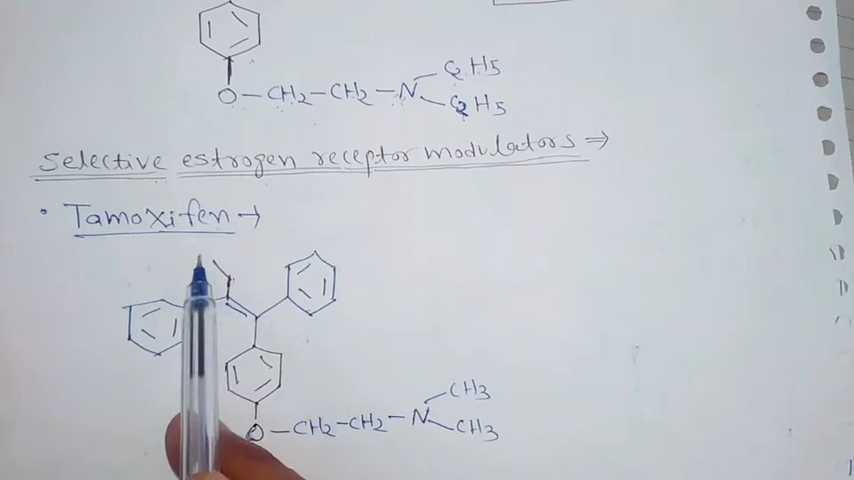 C2H5
O-CH2-CH2-N
C2H5
Selective estrogen receptor modulators ⇒
• Tamoxifen →
CH3
O-CH2-CH2-N
CH3